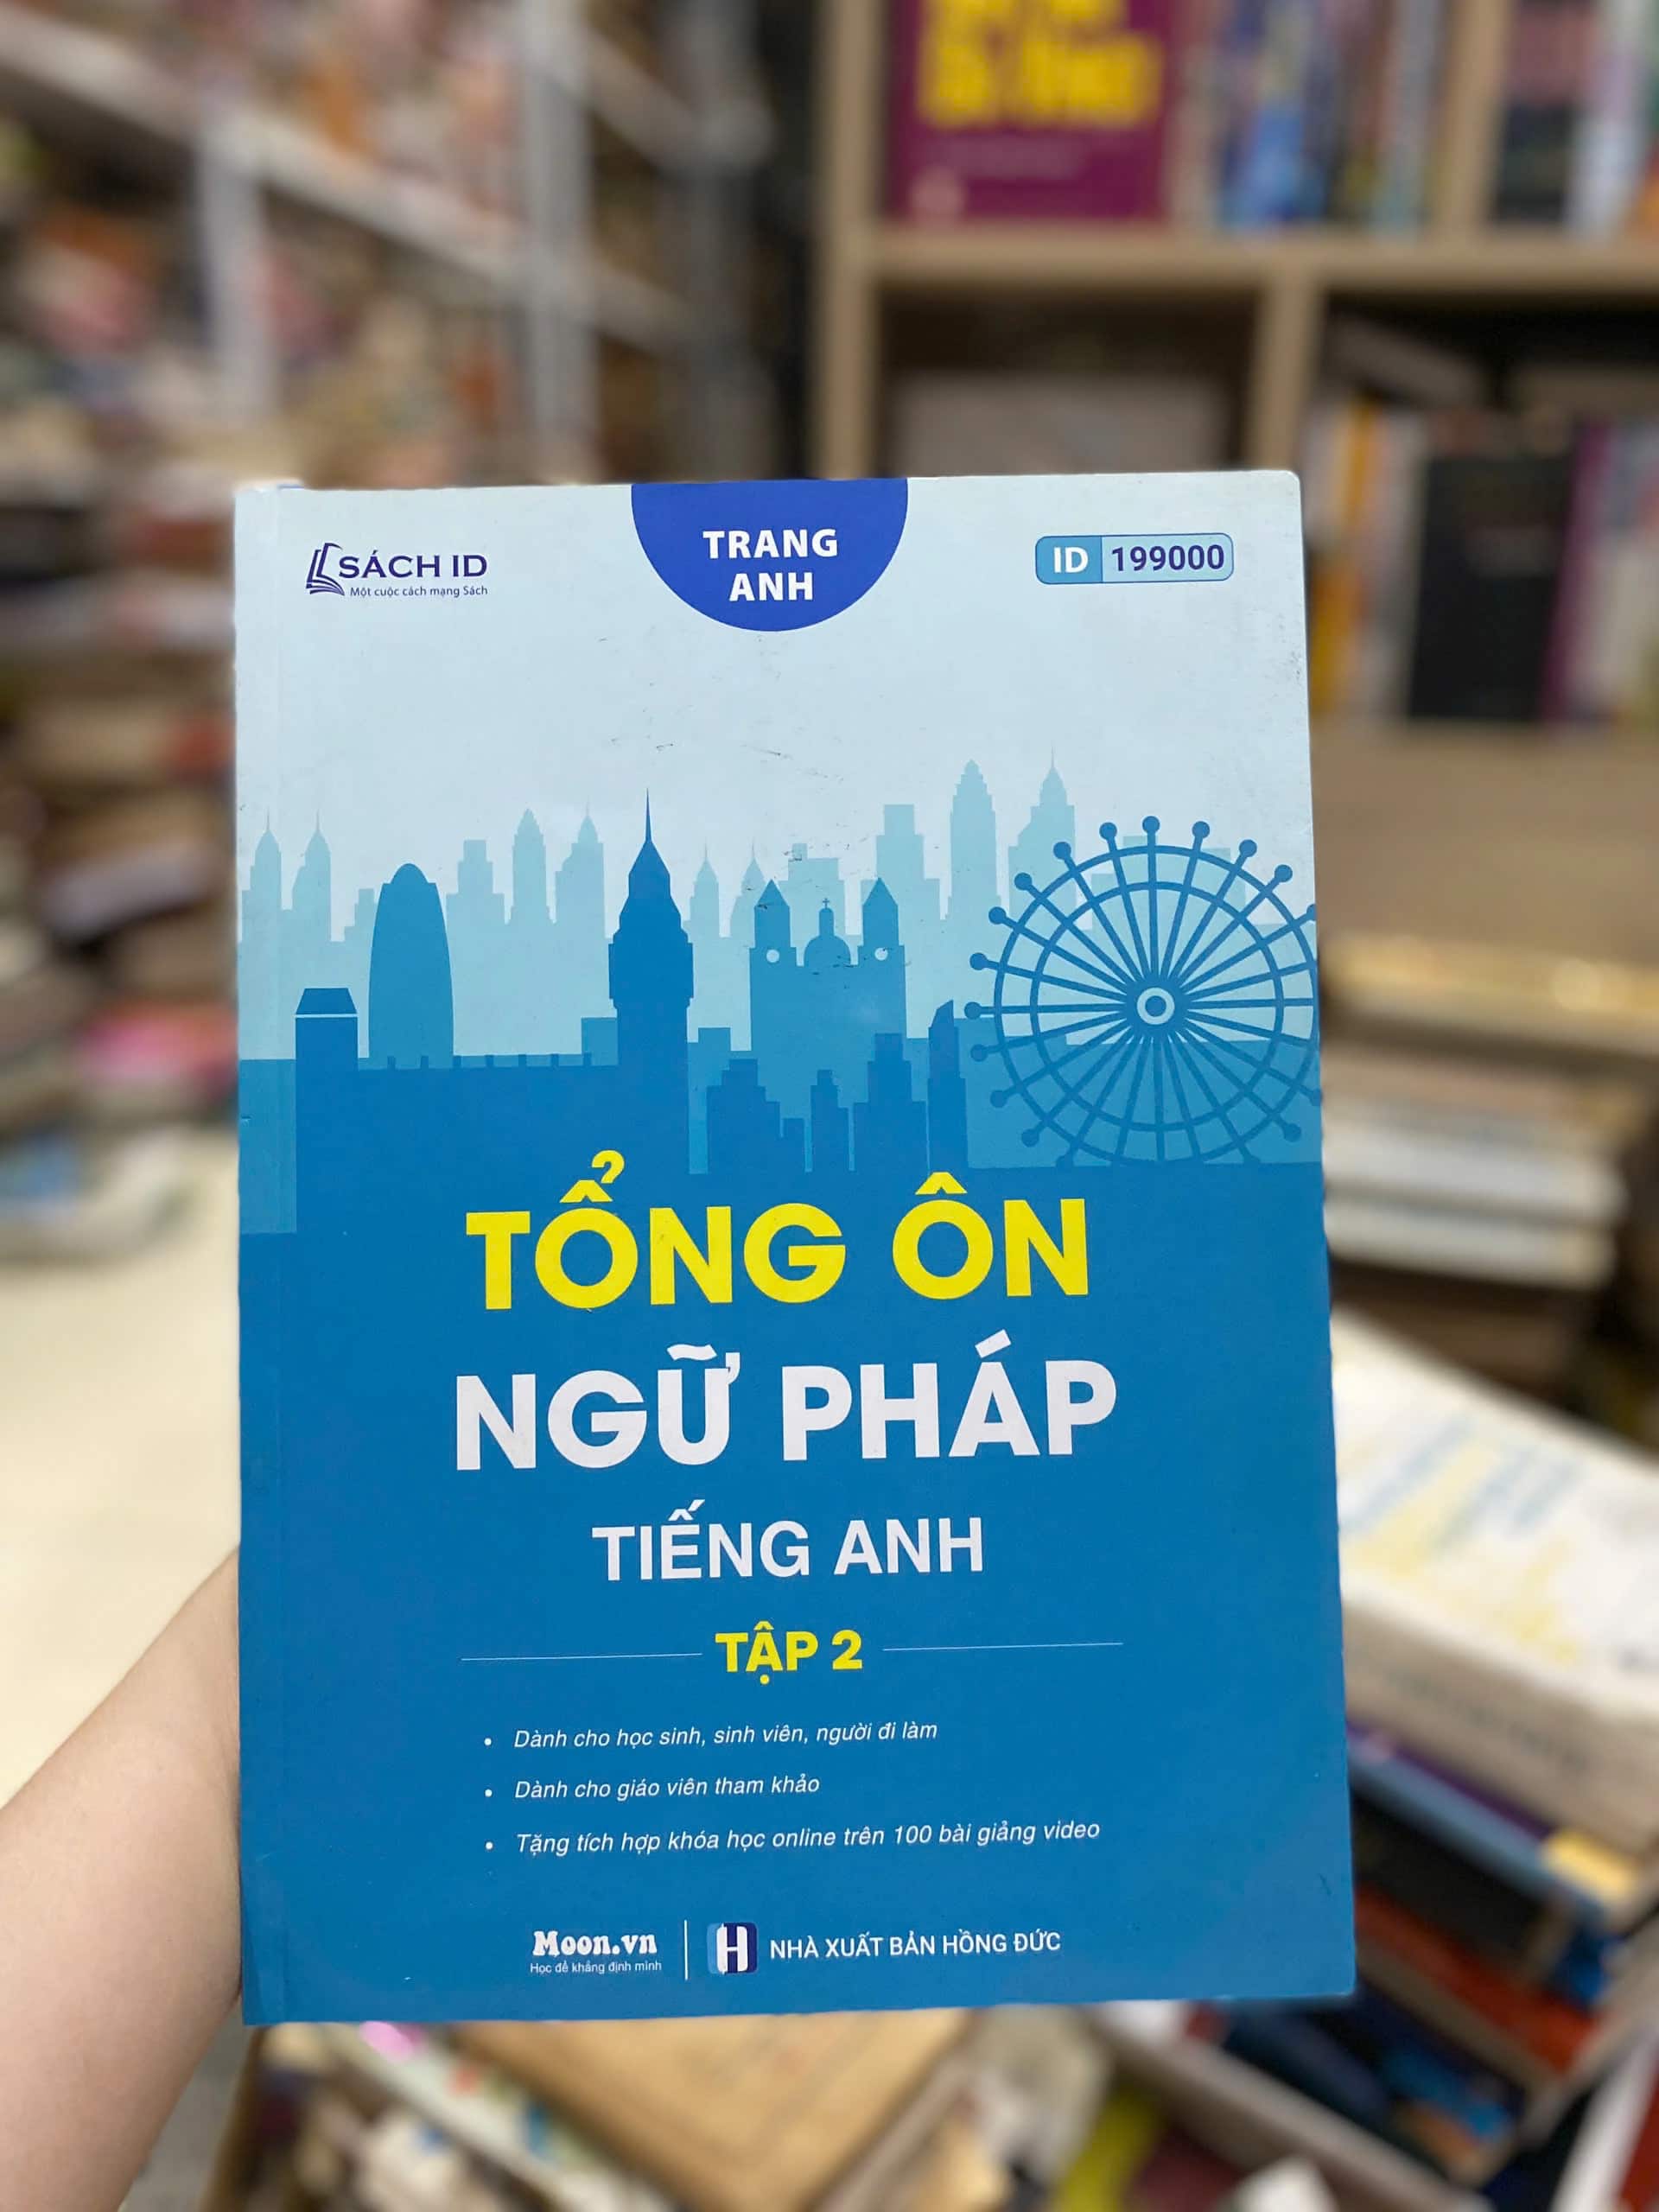 SÁCH ID
Một cuộc cách mạng Sách
TRANG
ANH
ID 199000
TỔNG ÔN
NGỮ PHÁP
TIẾNG ANH
TẬP 2
• Dành cho học sinh, sinh viên, người đi làm
• Dành cho giáo viên tham khảo
• Tặng tích hợp khóa học online trên 100 bài giảng video
Moon.vn
Học để khẳng định mình
H NHÀ XUẤT BẢN HỒNG ĐỨC